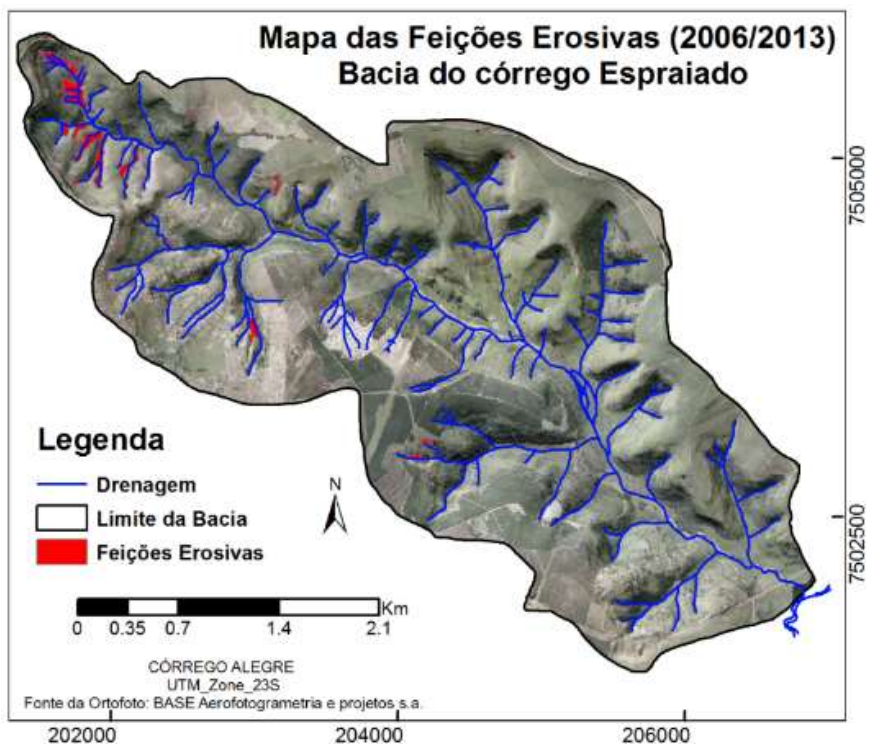 Mapa das Feições Erosivas (2006/2013)
Bacia do córrego Espraiado
7505000
7502500
Legenda
Drenagem
Limite da Bacia
Feições Erosivas
N
Km
0 0.35 0.7 1.4 2.1
CÓRREGO ALEGRE
UTM_Zone_23S
Fonte da Ortofoto: BASE Aerofotogrametria e projetos s.a.
202000 204000 206000